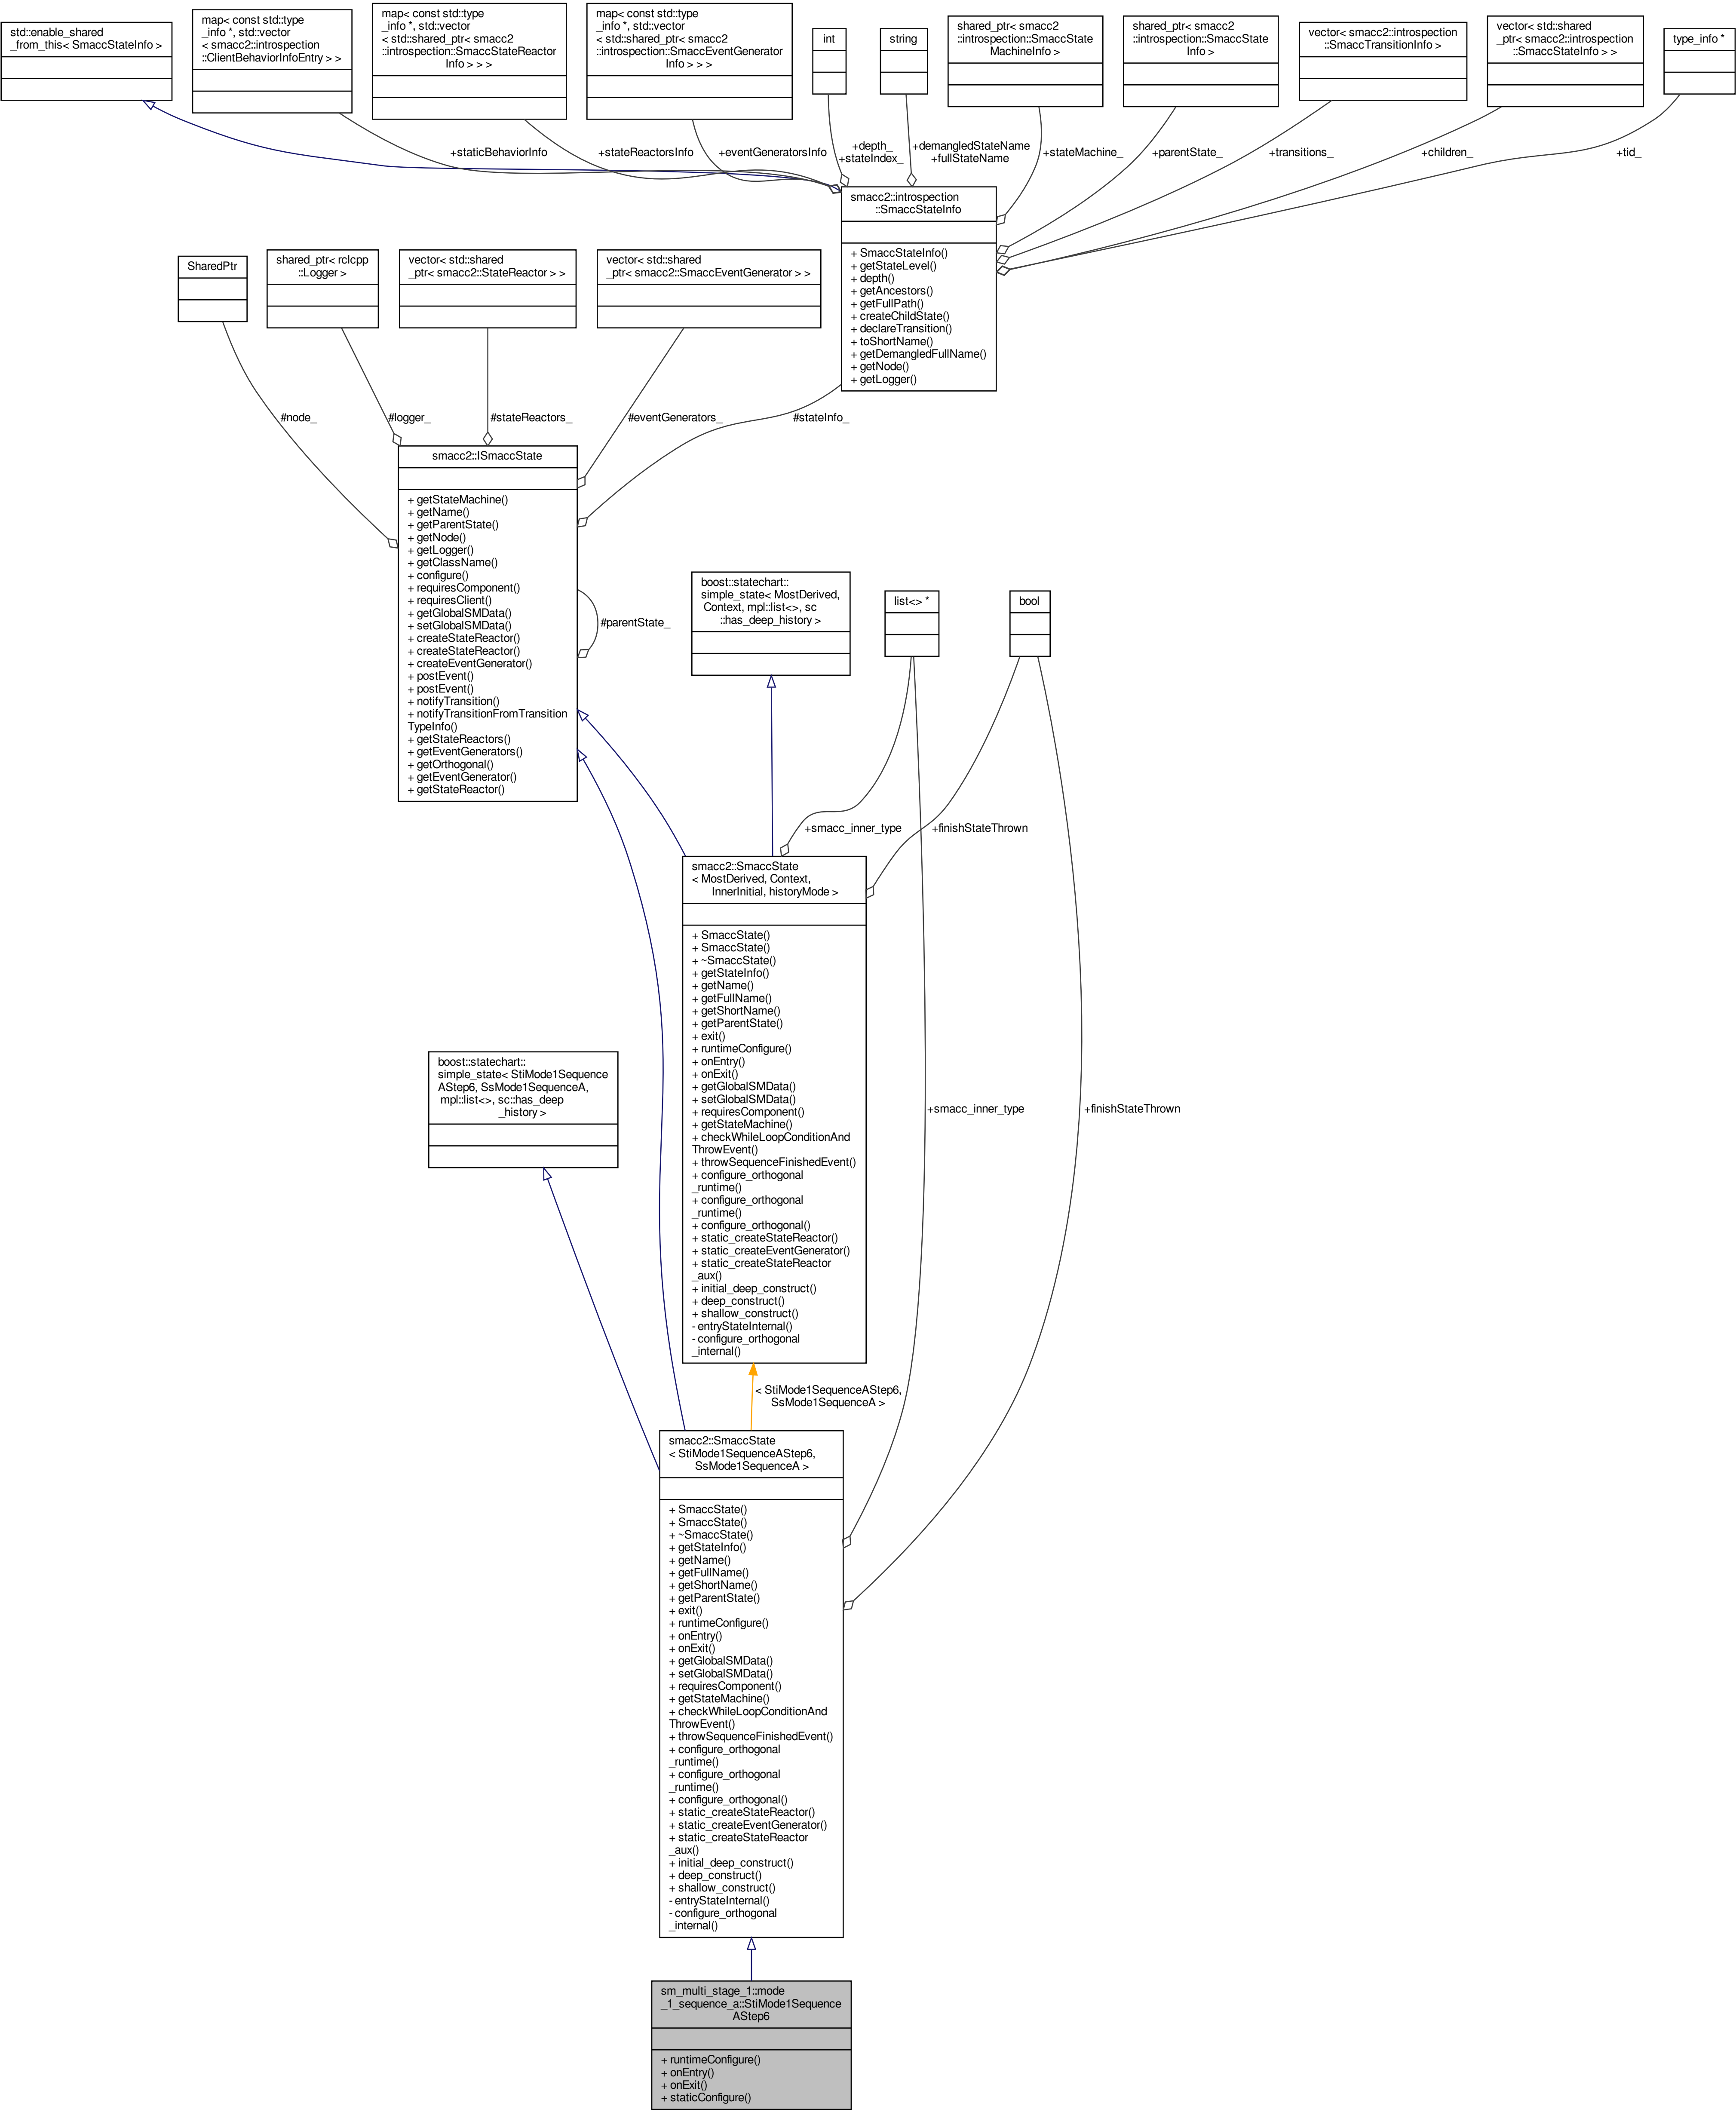 std::enable_shared
_from_this< SmaccStateInfo >
map< const std::type
_info *, std::vector
< smacc2::introspection
::ClientBehaviorInfoEntry > >
map< const std::type
_info *, std::vector
< std::shared_ptr< smacc2
::introspection::SmaccStateReactor
Info > > >
map< const std::type
_info *, std::vector
< std::shared_ptr< smacc2
::introspection::SmaccEventGenerator
Info > > >
int
string
shared_ptr< smacc2
::introspection::SmaccState
MachineInfo >
shared_ptr< smacc2
::introspection::SmaccState
Info >
vector< smacc2::introspection
::SmaccTransitionInfo >
vector< std::shared
_ptr< smacc2::introspection
::SmaccStateInfo > >
type_info *
+staticBehaviorInfo
+stateReactorsInfo
+eventGeneratorsInfo
+depth_
+stateIndex_
+demangledStateName
+fullStateName
+stateMachine_
+parentState_
+transitions_
+children_
+tid_
smacc2::introspection
::SmaccStateInfo
+ SmaccStateInfo()
+ getStateLevel()
+ depth()
+ getAncestors()
+ getFullPath()
+ createChildState()
+ declareTransition()
+ toShortName()
+ getDemangledFullName()
+ getNode()
+ getLogger()
SharedPtr
shared_ptr< rclcpp
::Logger >
vector< std::shared
_ptr< smacc2::StateReactor > >
vector< std::shared
_ptr< smacc2::SmaccEventGenerator > >
#node_
#logger_
#stateReactors_
#eventGenerators_
#stateInfo_
smacc2::ISmaccState
+ getStateMachine()
+ getName()
+ getParentState()
+ getNode()
+ getLogger()
+ getClassName()
+ configure()
+ requiresComponent()
+ requiresClient()
+ getGlobalSMData()
+ setGlobalSMData()
+ createStateReactor()
+ createStateReactor()
+ createEventGenerator()
+ postEvent()
+ postEvent()
+ notifyTransition()
+ notifyTransitionFromTransition
TypeInfo()
+ getStateReactors()
+ getEventGenerators()
+ getOrthogonal()
+ getEventGenerator()
+ getStateReactor()
#parentState_
boost::statechart::
simple_state< MostDerived,
Context, mpl::list<>, sc
::has_deep_history >
list<> *
bool
+smacc_inner_type
+finishStateThrown
smacc2::SmaccState
< MostDerived, Context,
InnerInitial, historyMode >
+ SmaccState()
+ SmaccState()
+ ~SmaccState()
+ getStateInfo()
+ getName()
+ getFullName()
+ getShortName()
+ getParentState()
+ exit()
+ runtimeConfigure()
+ onEntry()
+ onExit()
+ getGlobalSMData()
+ setGlobalSMData()
+ requiresComponent()
+ getStateMachine()
+ checkWhileLoopConditionAnd
ThrowEvent()
+ throwSequenceFinishedEvent()
+ configure_orthogonal
_runtime()
+ configure_orthogonal
_runtime()
+ configure_orthogonal()
+ static_createStateReactor()
+ static_createEventGenerator()
+ static_createStateReactor
_aux()
+ initial_deep_construct()
+ deep_construct()
+ shallow_construct()
- entryStateInternal()
- configure_orthogonal
_internal()
boost::statechart::
simple_state< StiMode1Sequence
AStep6, SsMode1SequenceA,
mpl::list<>, sc::has_deep
_history >
+smacc_inner_type
+finishStateThrown
< StiMode1SequenceAStep6,
SsMode1SequenceA >
smacc2::SmaccState
< StiMode1SequenceAStep6,
SsMode1SequenceA >
+ SmaccState()
+ SmaccState()
+ ~SmaccState()
+ getStateInfo()
+ getName()
+ getFullName()
+ getShortName()
+ getParentState()
+ exit()
+ runtimeConfigure()
+ onEntry()
+ onExit()
+ getGlobalSMData()
+ setGlobalSMData()
+ requiresComponent()
+ getStateMachine()
+ checkWhileLoopConditionAnd
ThrowEvent()
+ throwSequenceFinishedEvent()
+ configure_orthogonal
_runtime()
+ configure_orthogonal
_runtime()
+ configure_orthogonal()
+ static_createStateReactor()
+ static_createEventGenerator()
+ static_createStateReactor
_aux()
+ initial_deep_construct()
+ deep_construct()
+ shallow_construct()
- entryStateInternal()
- configure_orthogonal
_internal()
sm_multi_stage_1::mode
_1_sequence_a::StiMode1Sequence
AStep6
+ runtimeConfigure()
+ onEntry()
+ onExit()
+ staticConfigure()